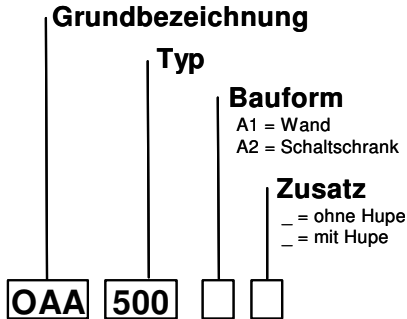 Grundbezeichnung
Typ
Bauform
A1 = Wand
A2 = Schaltschrank
Zusatz
_ = ohne Hupe
_ = mit Hupe
OAA 500